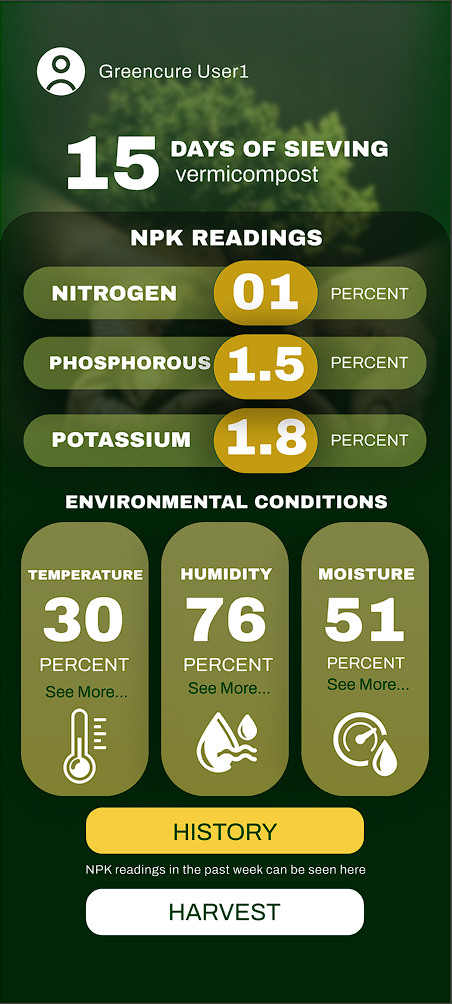 Greencure User1
15 DAYS OF SIEVING
vermicompost
NPK READINGS
NITROGEN 01 PERCENT
PHOSPHOROUS 1.5 PERCENT
POTASSIUM 1.8 PERCENT
ENVIRONMENTAL CONDITIONS
TEMPERATURE
30
PERCENT
See More...
HUMIDITY
76
PERCENT
See More...
MOISTURE
51
PERCENT
See More...
HISTORY
NPK readings in the past week can be seen here
HARVEST